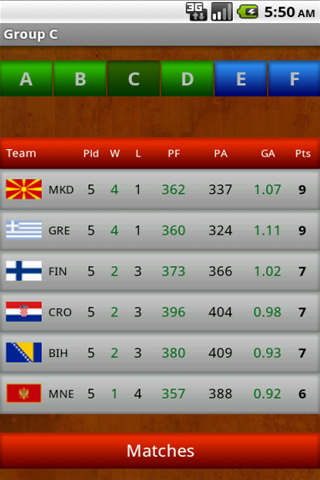 3G 5:50 AM
Group C
A B C D E F
Team Pld W L PF PA GA Pts
MKD 5 4 1 362 337 1.07 9
GRE 5 4 1 360 324 1.11 9
FIN 5 2 3 373 366 1.02 7
CRO 5 2 3 396 404 0.98 7
BIH 5 2 3 380 409 0.93 7
MNE 5 1 4 357 388 0.92 6
Matches